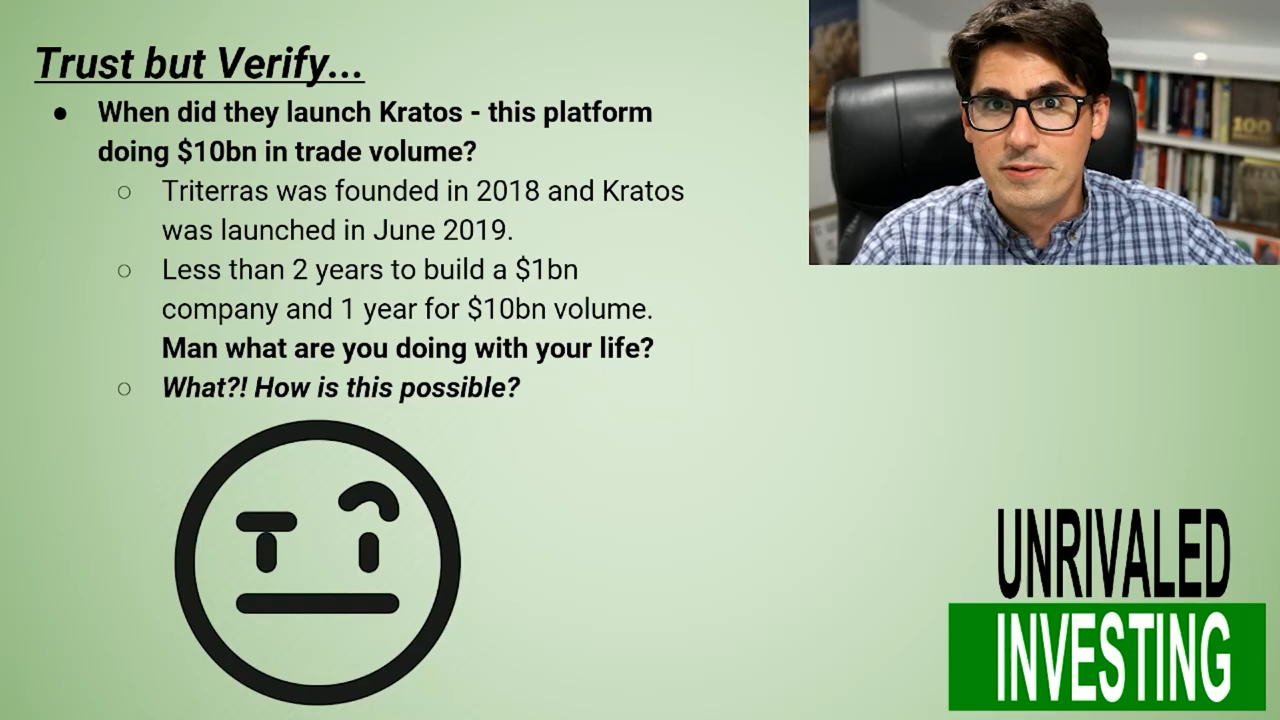 Trust but Verify...
● When did they launch Kratos - this platform
doing $10bn in trade volume?
○ Triterras was founded in 2018 and Kratos
was launched in June 2019.
○ Less than 2 years to build a $1bn
company and 1 year for $10bn volume.
Man what are you doing with your life?
○ What?! How is this possible?
100
UNRIVALED
INVESTING